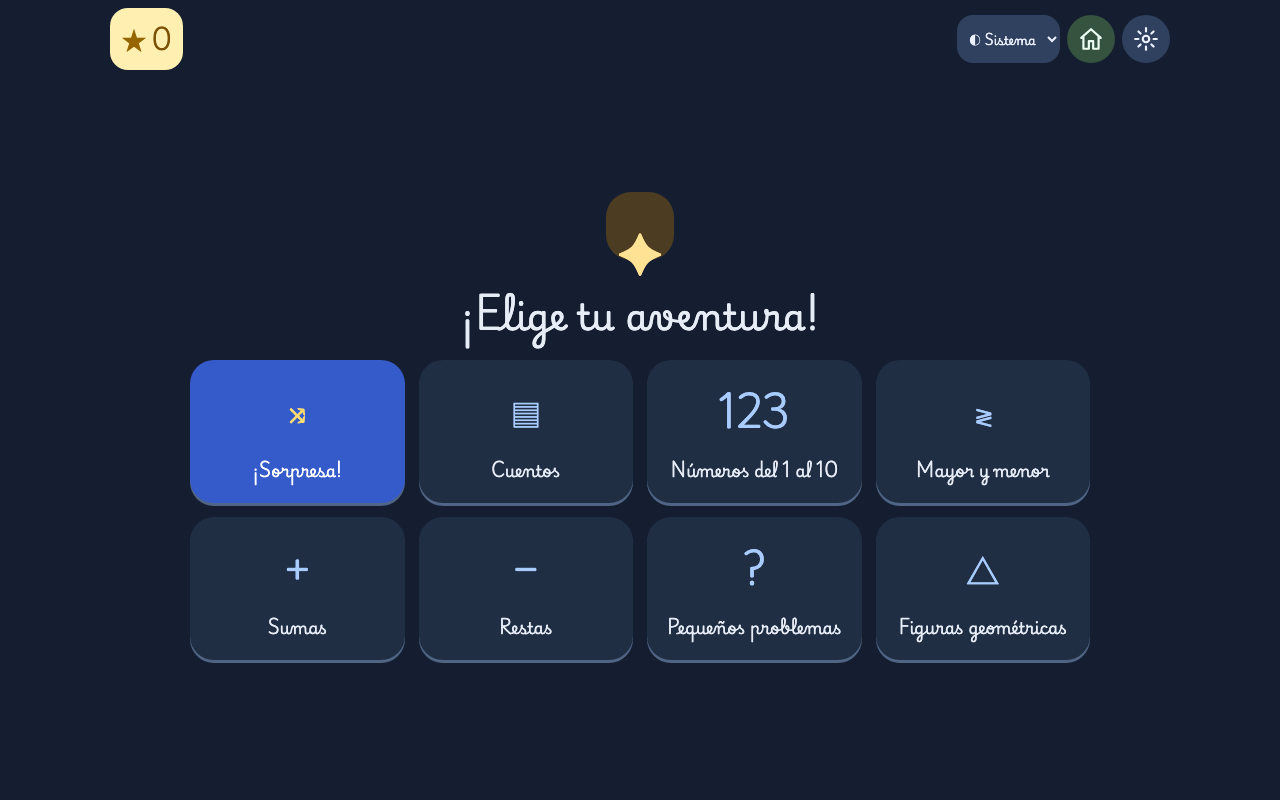 ★ 0
◐ Sistema
¡Elige tu aventura!
¡Sorpresa!
Cuentos
123
Números del 1 al 10
≷
Mayor y menor
+
Sumas
−
Restas
?
Pequeños problemas
△
Figuras geométricas